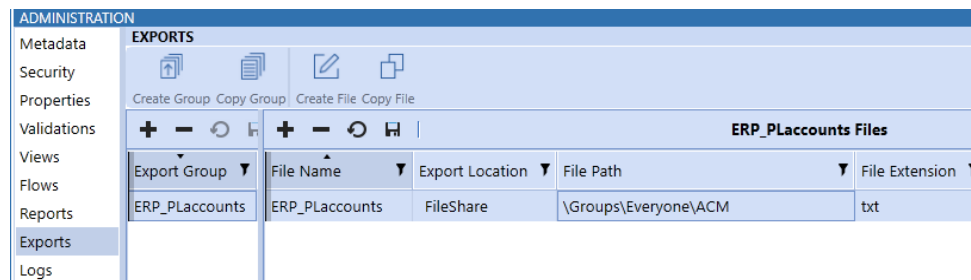 ADMINISTRATION
Metadata
Security
Properties
Validations
Views
Flows
Reports
Exports
Logs
EXPORTS
Create Group Copy Group Create File Copy File
ERP_PLaccounts Files
Export Group File Name Export Location File Path File Extension
ERP_PLaccounts ERP_PLaccounts FileShare \Groups\Everyone\ACM txt